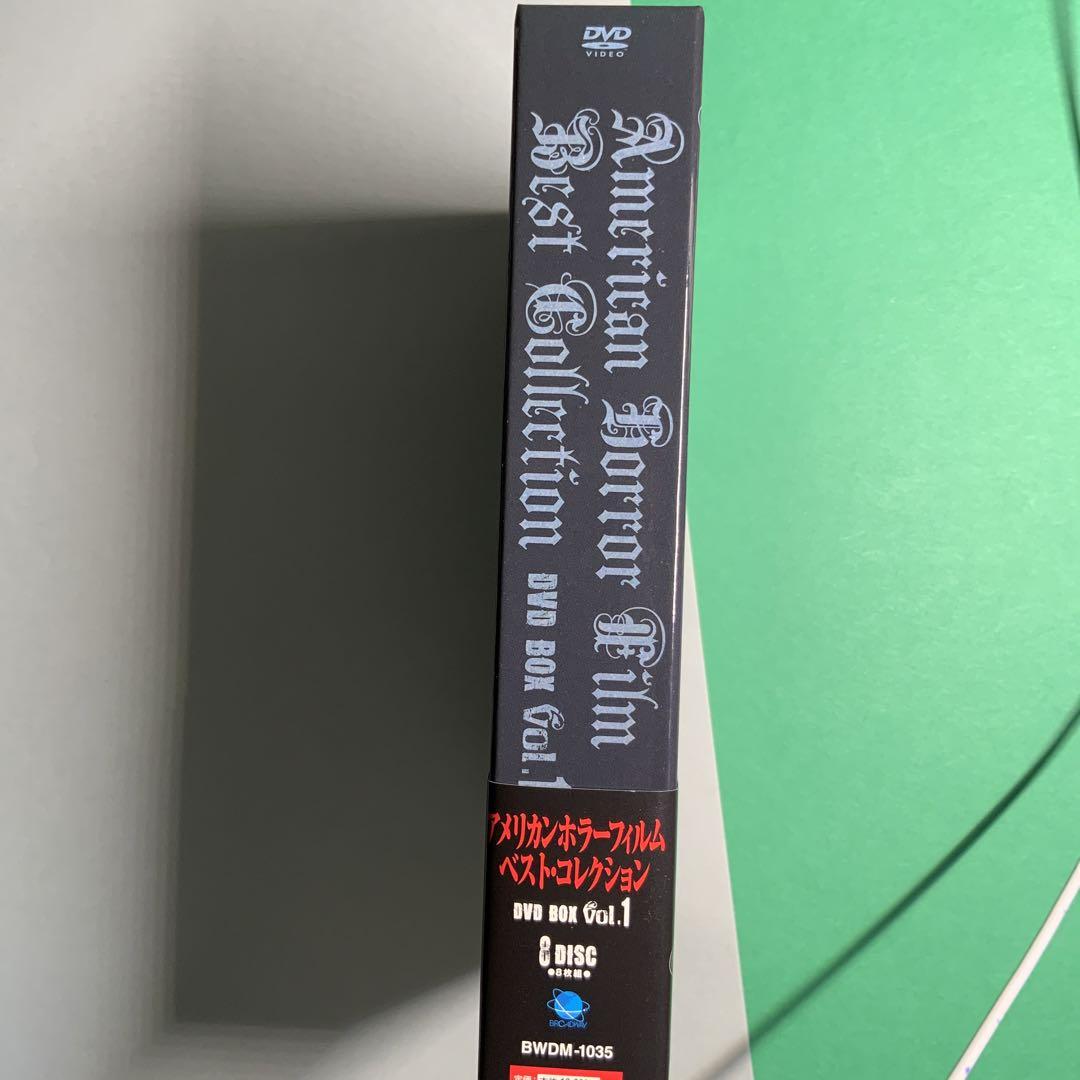 DVD
VIDEO
American Horror Film
Best Collection DVD BOX Vol.1
アメリカンホラーフィルム
ベスト・コレクション
DVD BOX Vol.1
8 DISC
●8枚組●
BROADWAY
BWDM-1035